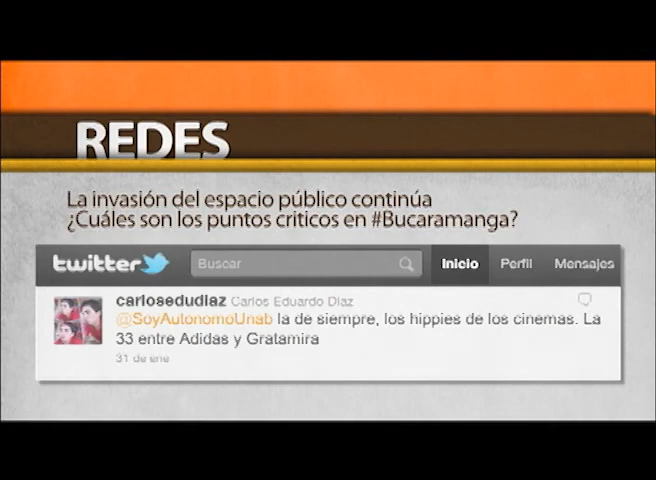 REDES
La invasión del espacio público continúa
¿Cuáles son los puntos criticos en #Bucaramanga?
twitter Buscar Inicio Perfil Mensajes
carlosedudiaz Carlos Eduardo Diaz
@SoyAutonomoUnab la de siempre, los hippies de los cinemas. La
33 entre Adidas y Gratamira
31 de ene